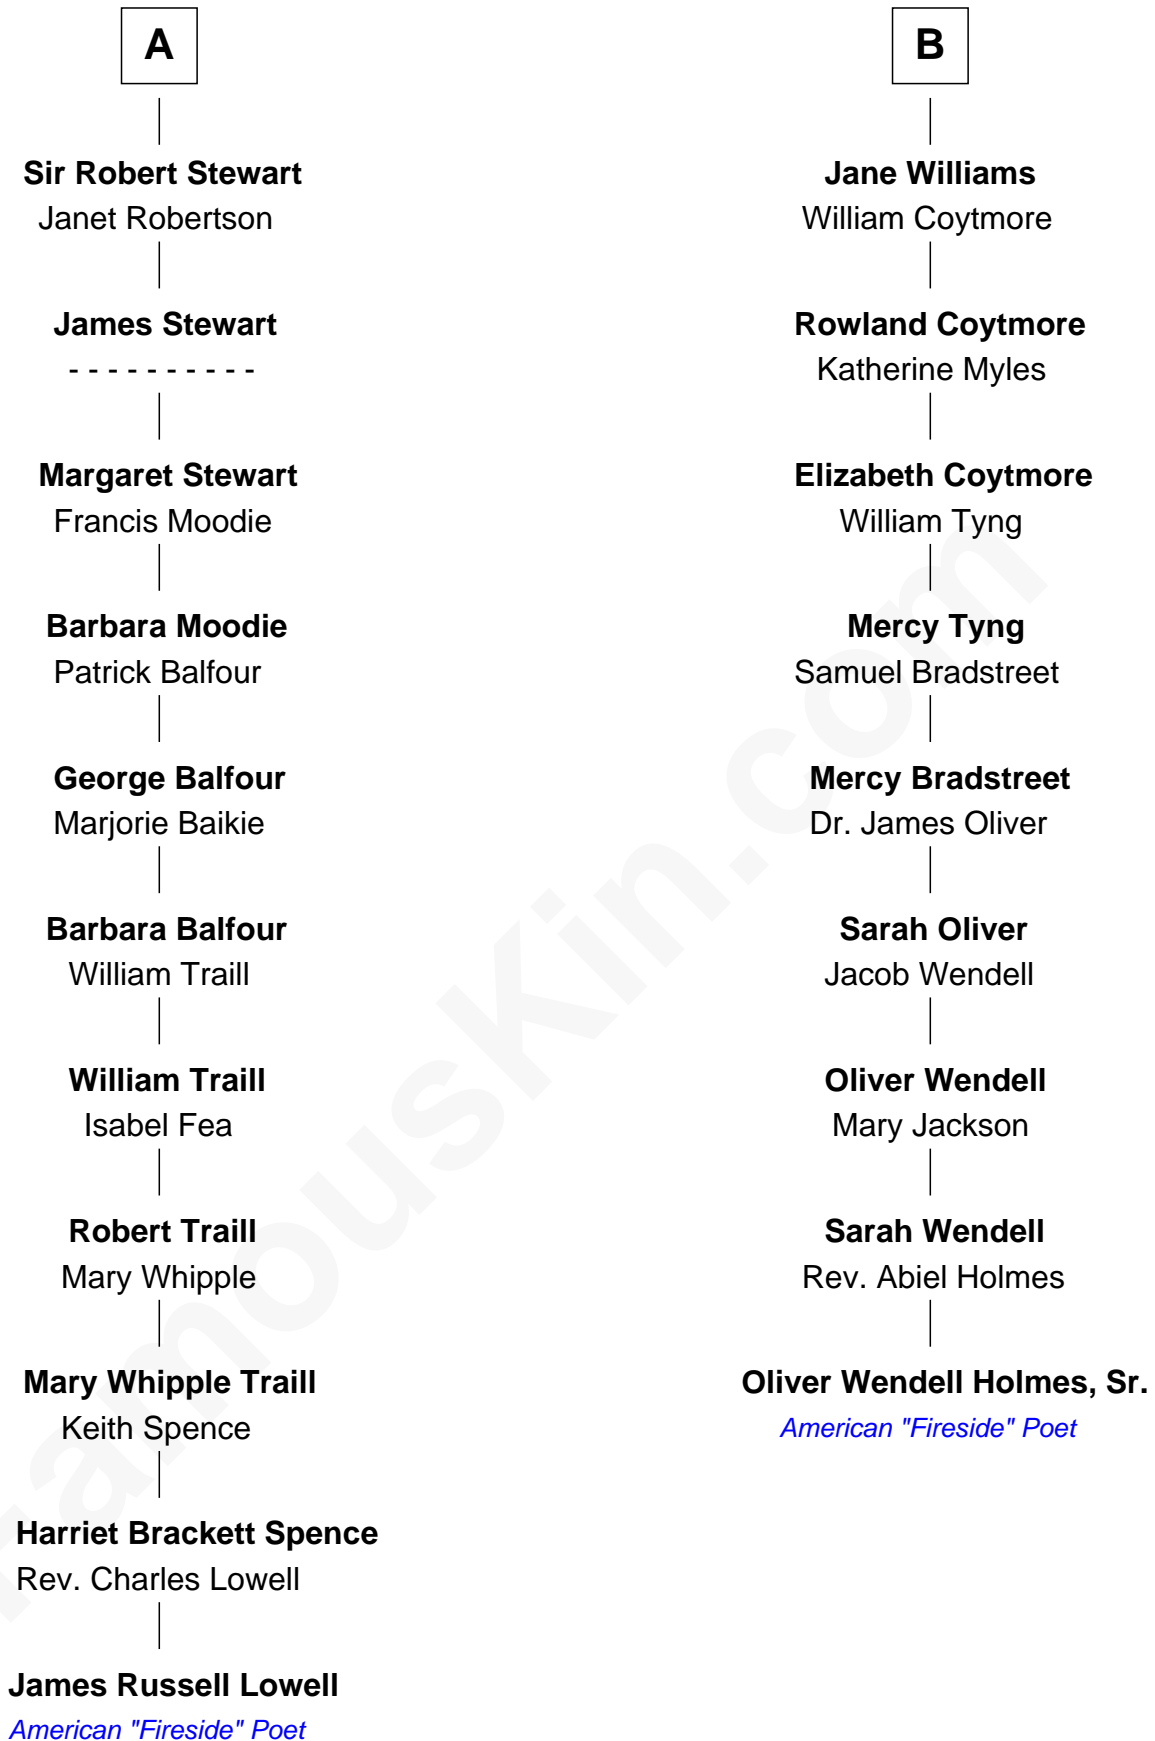 A
Sir Robert Stewart
Janet Robertson
James Stewart
- - - - - - - - - -
Margaret Stewart
Francis Moodie
Barbara Moodie
Patrick Balfour
George Balfour
Marjorie Baikie
Barbara Balfour
William Traill
William Traill
Isabel Fea
Robert Traill
Mary Whipple
Mary Whipple Traill
Keith Spence
Harriet Brackett Spence
Rev. Charles Lowell
James Russell Lowell
American "Fireside" Poet
B
Jane Williams
William Coytmore
Rowland Coytmore
Katherine Myles
Elizabeth Coytmore
William Tyng
Mercy Tyng
Samuel Bradstreet
Mercy Bradstreet
Dr. James Oliver
Sarah Oliver
Jacob Wendell
Oliver Wendell
Mary Jackson
Sarah Wendell
Rev. Abiel Holmes
Oliver Wendell Holmes, Sr.
American "Fireside" Poet
FamousKin.com